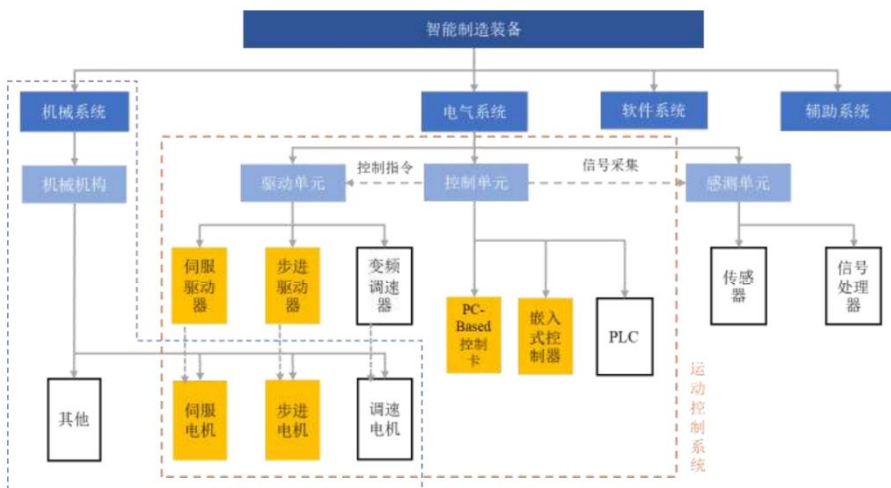 智能制造装备
机械系统
电气系统
软件系统
辅助系统
机械机构
驱动单元
控制指令
控制单元
信号采集
感测单元
伺服
驱动器
步进
驱动器
变频
调速
器
传感
器
信号
处理
器
PC-
Based
控制
卡
嵌入
式控
制器
PLC
其他
伺服
电机
步进
电机
调速
电机
运
动
控
制
系
统